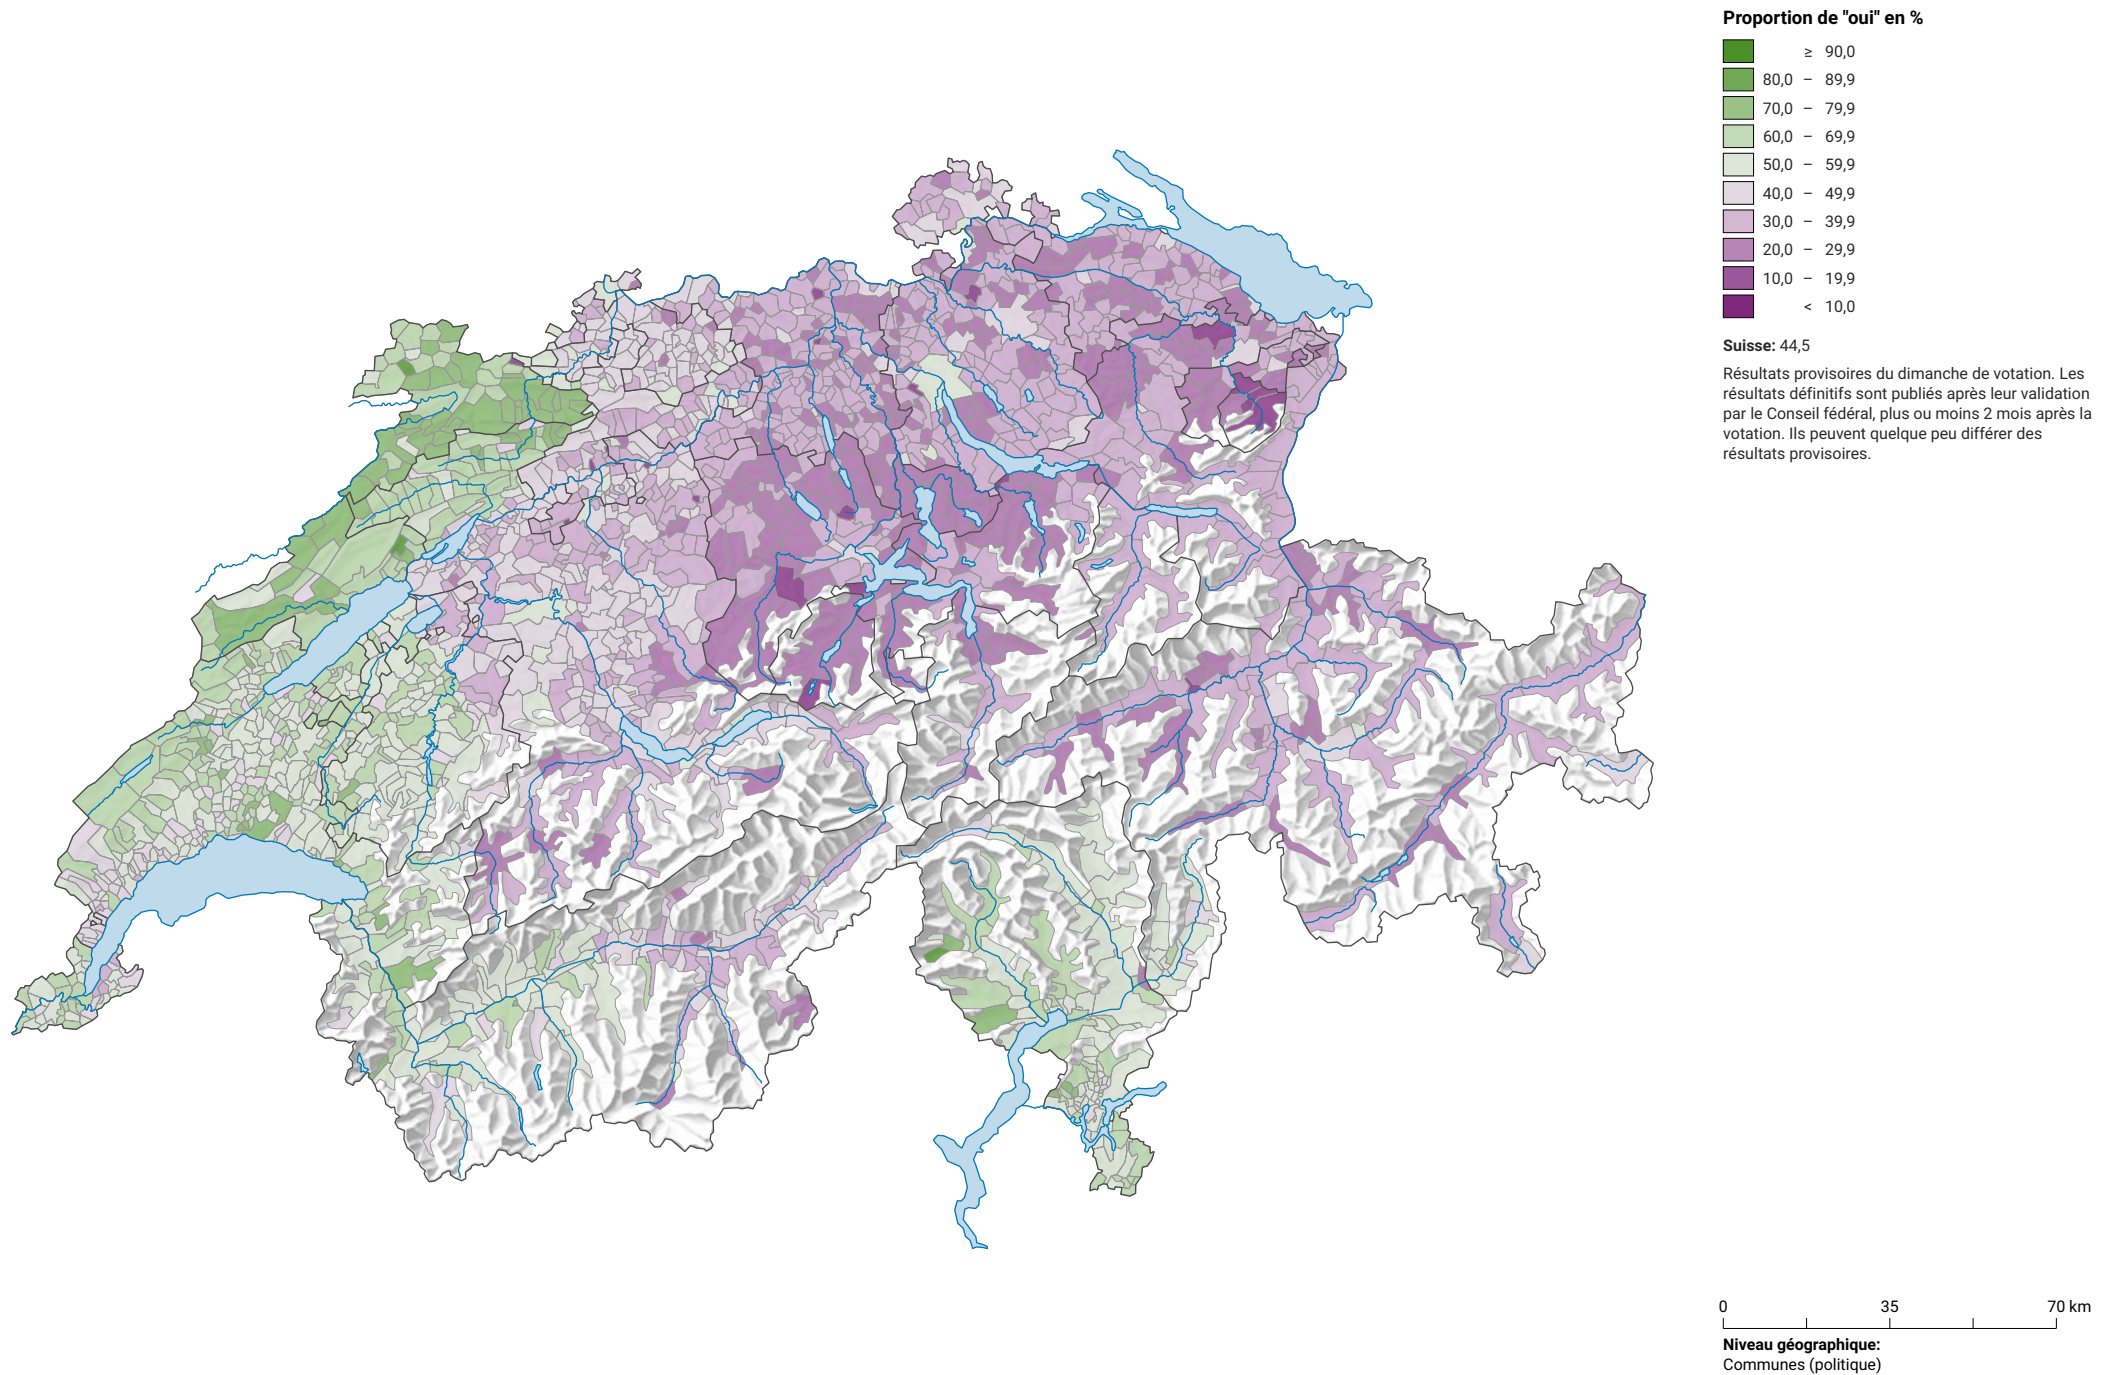 Proportion de "oui" en %
≥ 90,0
80,0 – 89,9
70,0 – 79,9
60,0 – 69,9
50,0 – 59,9
40,0 – 49,9
30,0 – 39,9
20,0 – 29,9
10,0 – 19,9
< 10,0
Suisse: 44,5
Résultats provisoires du dimanche de votation. Les
résultats définitifs sont publiés après leur validation
par le Conseil fédéral, plus ou moins 2 mois après la
votation. Ils peuvent quelque peu différer des
résultats provisoires.
0 35 70 km
Niveau géographique:
Communes (politique)